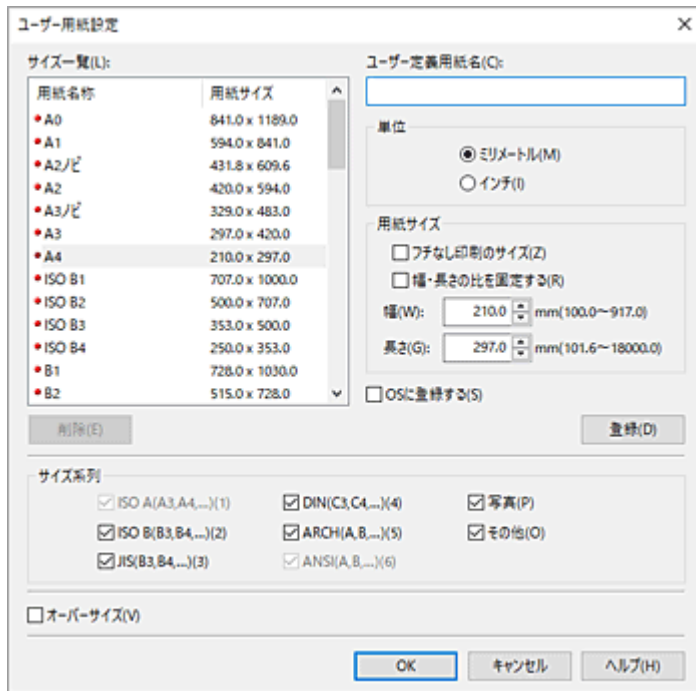 ユーザー用紙設定
サイズ一覧(L):
用紙名称 用紙サイズ
A0 841.0 x 1189.0
A1 594.0 x 841.0
A2ノビ 431.8 x 609.6
A2 420.0 x 594.0
A3ノビ 329.0 x 483.0
A3 297.0 x 420.0
A4 210.0 x 297.0
ISO B1 707.0 x 1000.0
ISO B2 500.0 x 707.0
ISO B3 353.0 x 500.0
ISO B4 250.0 x 353.0
B1 728.0 x 1030.0
B2 515.0 x 728.0
削除(E)
ユーザー定義用紙名(C):
単位
ミリメートル(M)
インチ(I)
用紙サイズ
フチなし印刷のサイズ(Z)
幅・長さの比を固定する(R)
幅(W): 210.0 mm(100.0～917.0)
長さ(G): 297.0 mm(101.6～18000.0)
OSに登録する(S)
登録(D)
サイズ系列
ISO A(A3,A4,...)(1) DIN(C3,C4,...)(4) 写真(P)
ISO B(B3,B4,...)(2) ARCH(A,B,...)(5) その他(O)
JIS(B3,B4,...)(3) ANSI(A,B,...)(6)
オーバーサイズ(V)
OK キャンセル ヘルプ(H)